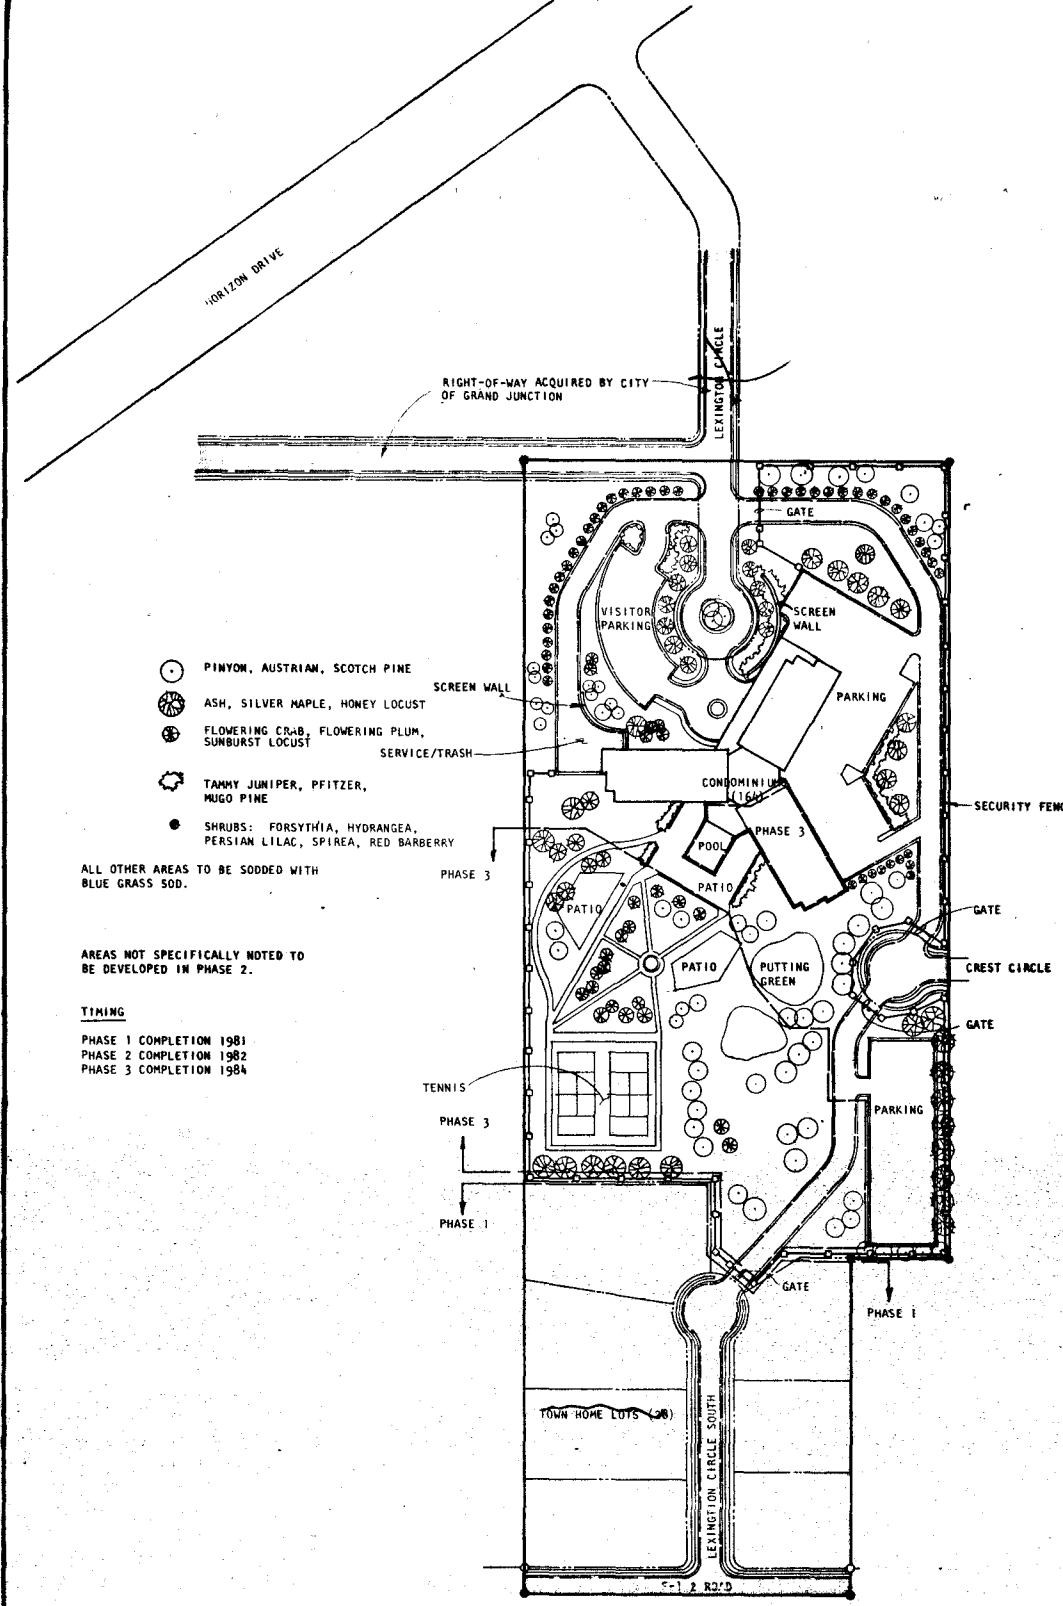 HORIZON DRIVE
LEXINGTON CIRCLE
RIGHT-OF-WAY ACQUIRED BY CITY
OF GRAND JUNCTION
GATE
VISITOR
PARKING
SCREEN
WALL
PINYON, AUSTRIAN, SCOTCH PINE
ASH, SILVER MAPLE, HONEY LOCUST
FLOWERING CRAB, FLOWERING PLUM,
SUNBURST LOCUST
TAMMY JUNIPER, PFITZER,
MUGO PINE
SHRUBS: FORSYTHIA, HYDRANGEA,
PERSIAN LILAC, SPIREA, RED BARBERRY
ALL OTHER AREAS TO BE SODDED WITH
BLUE GRASS SOD.
AREAS NOT SPECIFICALLY NOTED TO
BE DEVELOPED IN PHASE 2.
TIMING
PHASE 1 COMPLETION 1981
PHASE 2 COMPLETION 1982
PHASE 3 COMPLETION 1984
SCREEN WALL
SERVICE/TRASH
PARKING
CONDOMINIUM
(164)
PHASE 3
POOL
PATIO
SECURITY FENC
PHASE 3
PATIO
PATIO
PUTTING
GREEN
GATE
CREST CIRCLE
GATE
TENNIS
PARKING
PHASE 3
PHASE 1
GATE
PHASE 1
TOWN HOME LOTS (28)
LEXINGTION CIRCLE SOUTH
ROAD